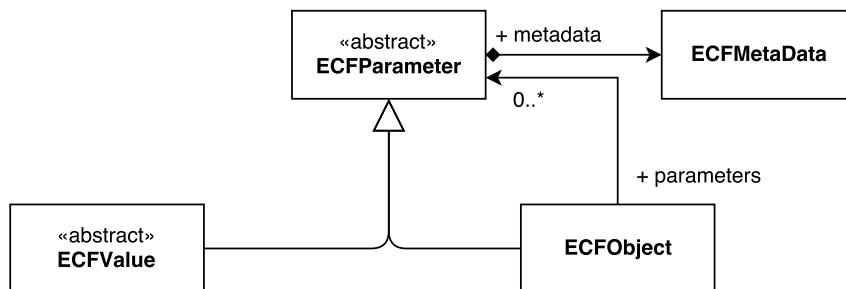 «abstract»
ECFParameter
+ metadata
ECFMetaData
0..*
+ parameters
«abstract»
ECFValue
ECFObject